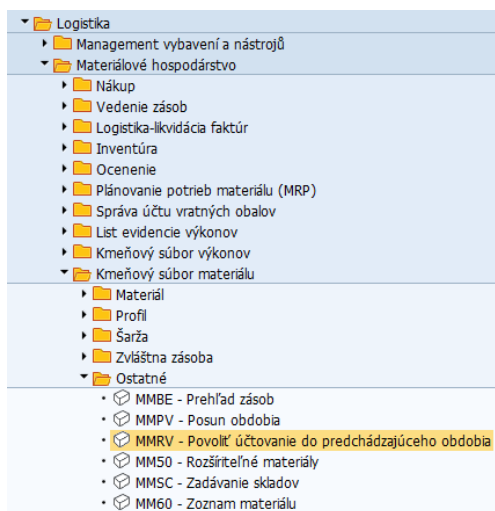 Logistika
Management vybavení a nástrojů
Materiálové hospodárstvo
Nákup
Vedenie zásob
Logistika-likvidácia faktúr
Inventúra
Ocenenie
Plánovanie potrieb materiálu (MRP)
Správa účtu vratných obalov
List evidencie výkonov
Kmeňový súbor výkonov
Kmeňový súbor materiálu
Materiál
Profil
Šarža
Zvláštna zásoba
Ostatné
MMBE - Prehľad zásob
MMPV - Posun obdobia
MMRV - Povoliť účtovanie do predchádzajúceho obdobia
MM50 - Rozšíriteľné materiály
MMSC - Zadávanie skladov
MM60 - Zoznam materiálu